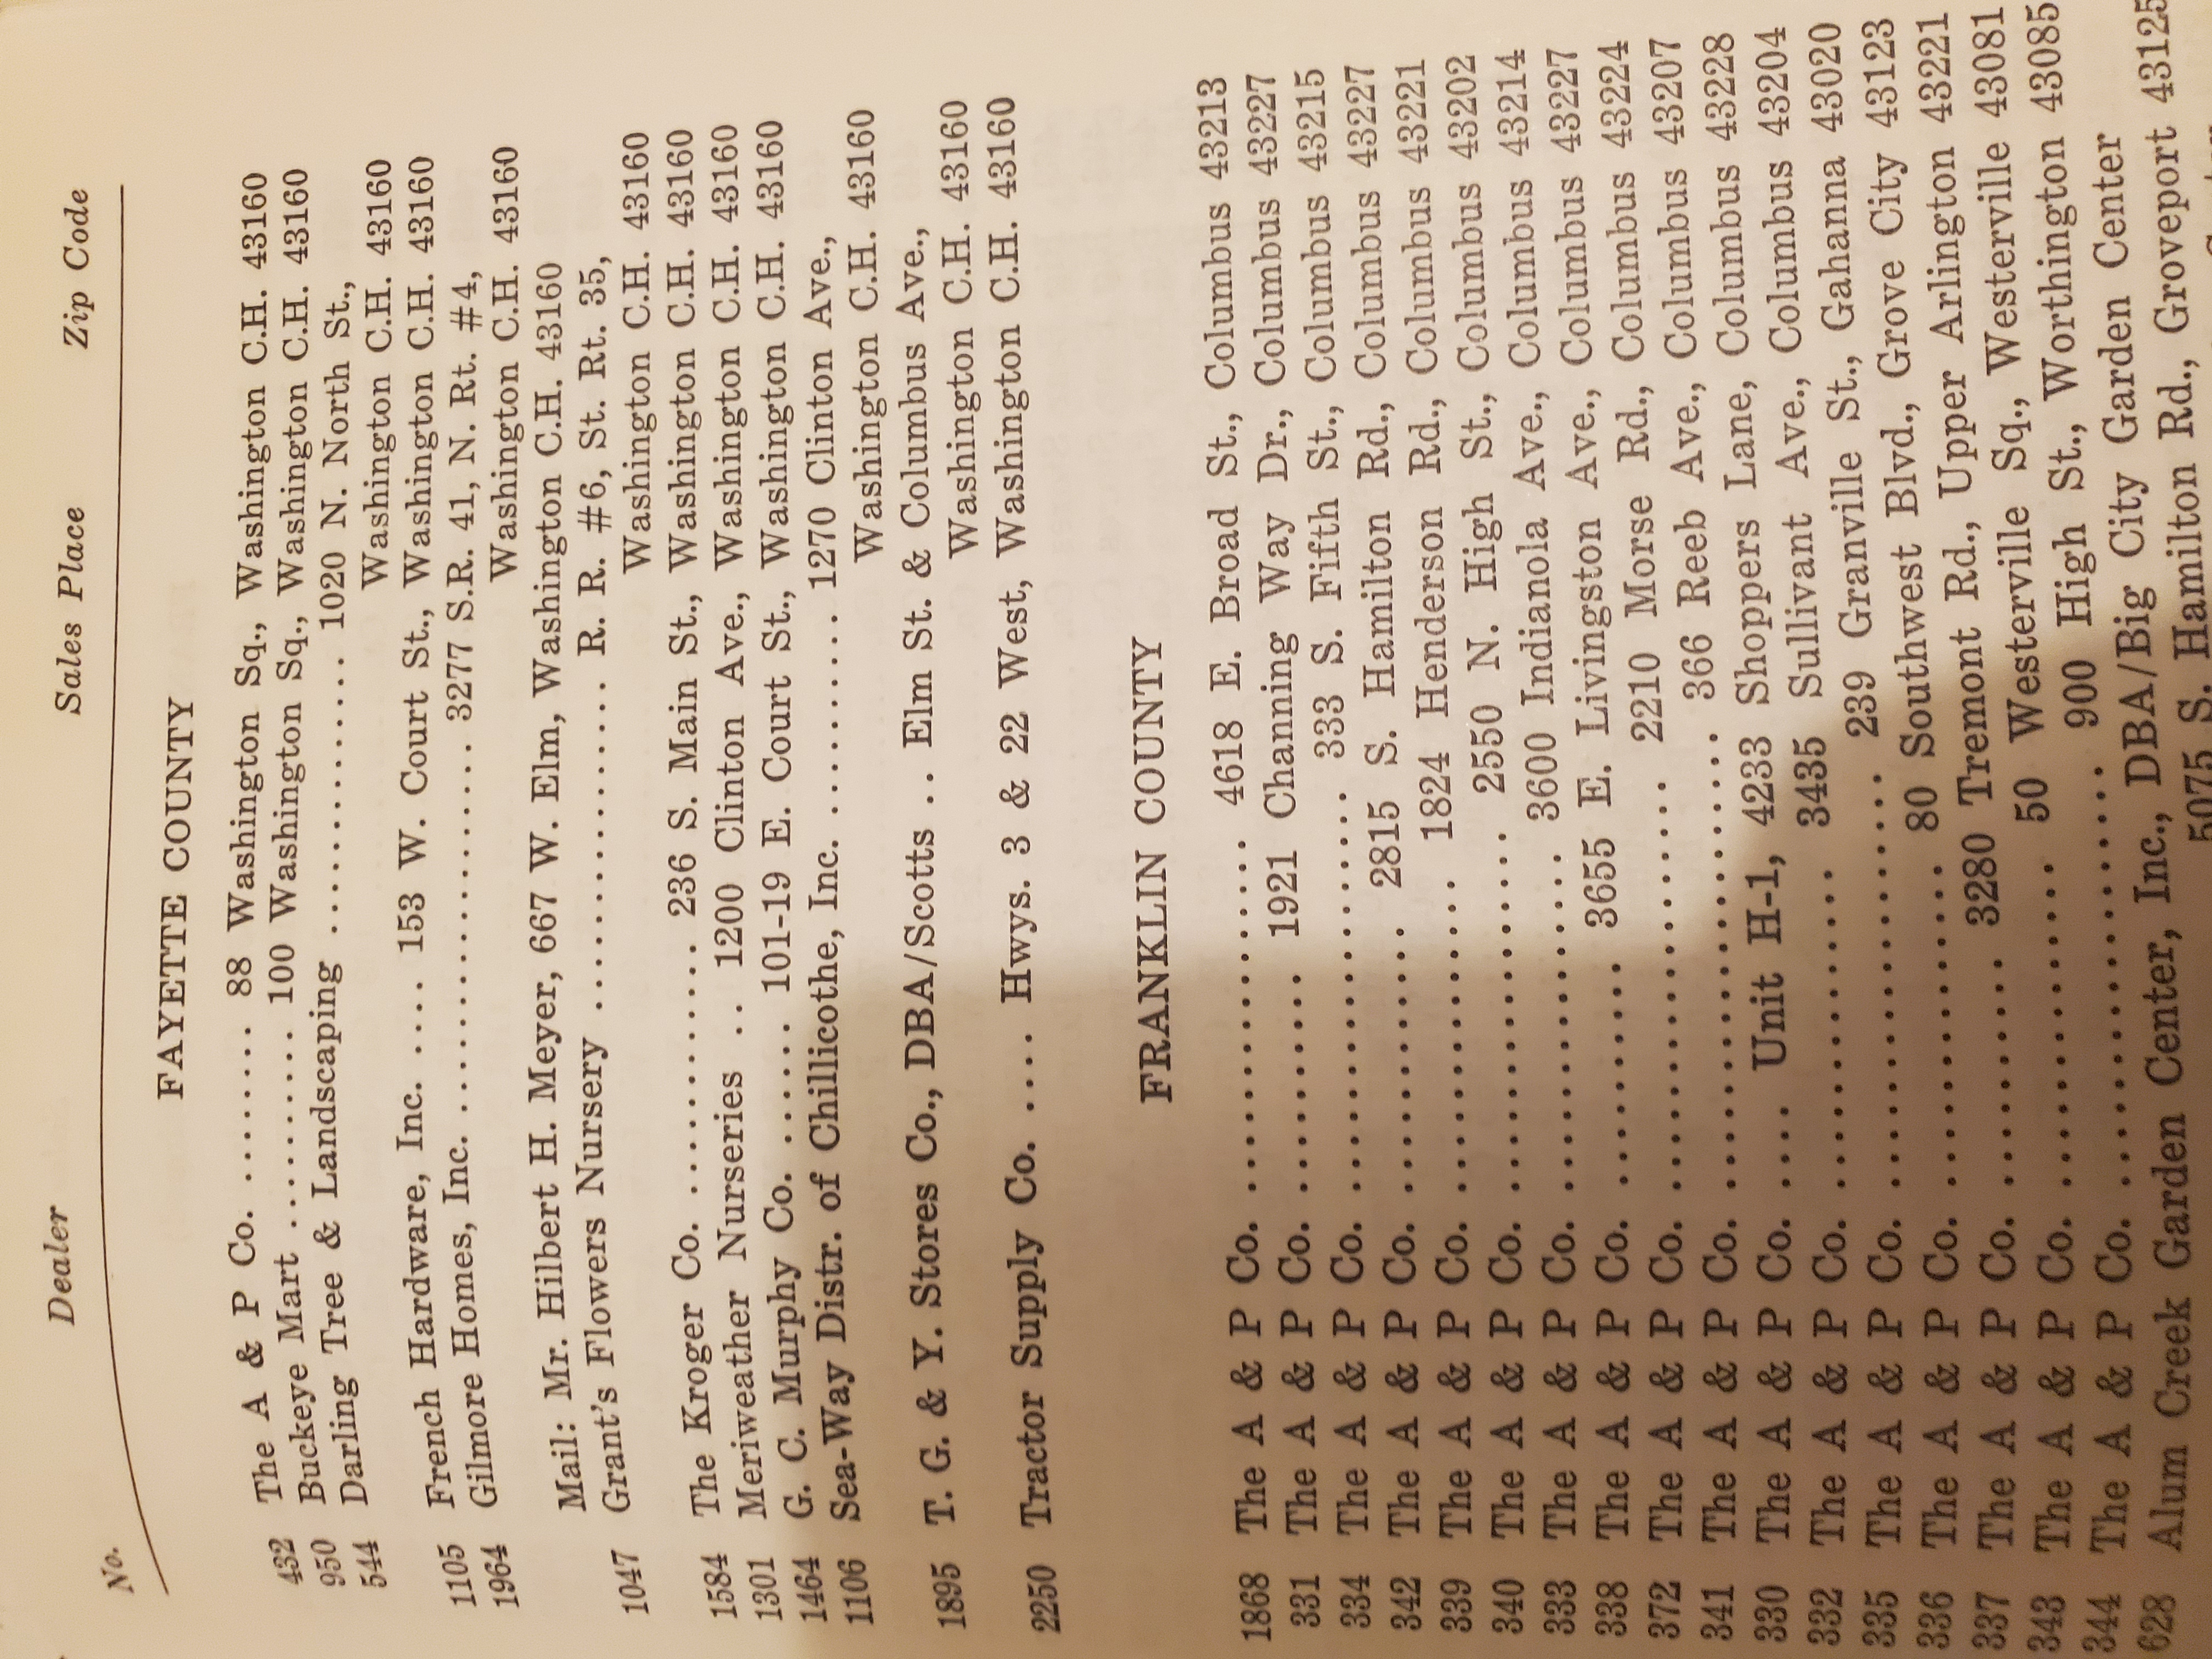 No. Dealer Sales Place Zip Code
FAYETTE COUNTY
432 The A & P Co. ........ 88 Washington Sq., Washington C.H. 43160
950 Buckeye Mart ......... 100 Washington Sq., Washington C.H. 43160
544 Darling Tree & Landscaping .................. 1020 N. North St.,
Washington C.H. 43160
1105 French Hardware, Inc. .... 153 W. Court St., Washington C.H. 43160
1964 Gilmore Homes, Inc. ........................ 3277 S.R. 41, N. Rt. #4,
Washington C.H. 43160
Mail: Mr. Hilbert H. Meyer, 667 W. Elm, Washington C.H. 43160
1047 Grant's Flowers Nursery ..................... R. R. #6, St. Rt. 35,
Washington C.H. 43160
1584 The Kroger Co. ............... 236 S. Main St., Washington C.H. 43160
1301 Meriweather Nurseries .. 1200 Clinton Ave., Washington C.H. 43160
1464 G. C. Murphy Co. ....... 101-19 E. Court St., Washington C.H. 43160
1106 Sea-Way Distr. of Chillicothe, Inc. ............ 1270 Clinton Ave.,
Washington C.H. 43160
1895 T. G. & Y. Stores Co., DBA/Scotts .. Elm St. & Columbus Ave.,
Washington C.H. 43160
2250 Tractor Supply Co. .... Hwys. 3 & 22 West, Washington C.H. 43160
FRANKLIN COUNTY
1868 The A & P Co. .................... 4618 E. Broad St., Columbus 43213
331 The A & P Co. ............. 1921 Channing Way Dr., Columbus 43227
334 The A & P Co. ....................... 333 S. Fifth St., Columbus 43215
342 The A & P Co. ............... 2815 S. Hamilton Rd., Columbus 43227
339 The A & P Co. ................. 1824 Henderson Rd., Columbus 43221
340 The A & P Co. .................... 2550 N. High St., Columbus 43202
333 The A & P Co. ................... 3600 Indianola Ave., Columbus 43214
338 The A & P Co. .............. 3655 E. Livingston Ave., Columbus 43227
372 The A & P Co. ...................... 2210 Morse Rd., Columbus 43224
341 The A & P Co. ......................... 366 Reeb Ave., Columbus 43207
330 The A & P Co. .... Unit H-1, 4233 Shoppers Lane, Columbus 43228
332 The A & P Co. .................. 3435 Sullivant Ave., Columbus 43204
335 The A & P Co. ...................... 239 Granville St., Gahanna 43020
336 The A & P Co. .................. 80 Southwest Blvd., Grove City 43123
337 The A & P Co. .............. 3280 Tremont Rd., Upper Arlington 43221
343 The A & P Co. .................. 50 Westerville Sq., Westerville 43081
344 The A & P Co. ...................... 900 High St., Worthington 43085
628 Alum Creek Garden Center, Inc., DBA/Big City Garden Center
5075 S. Hamilton Rd., Groveport 43125